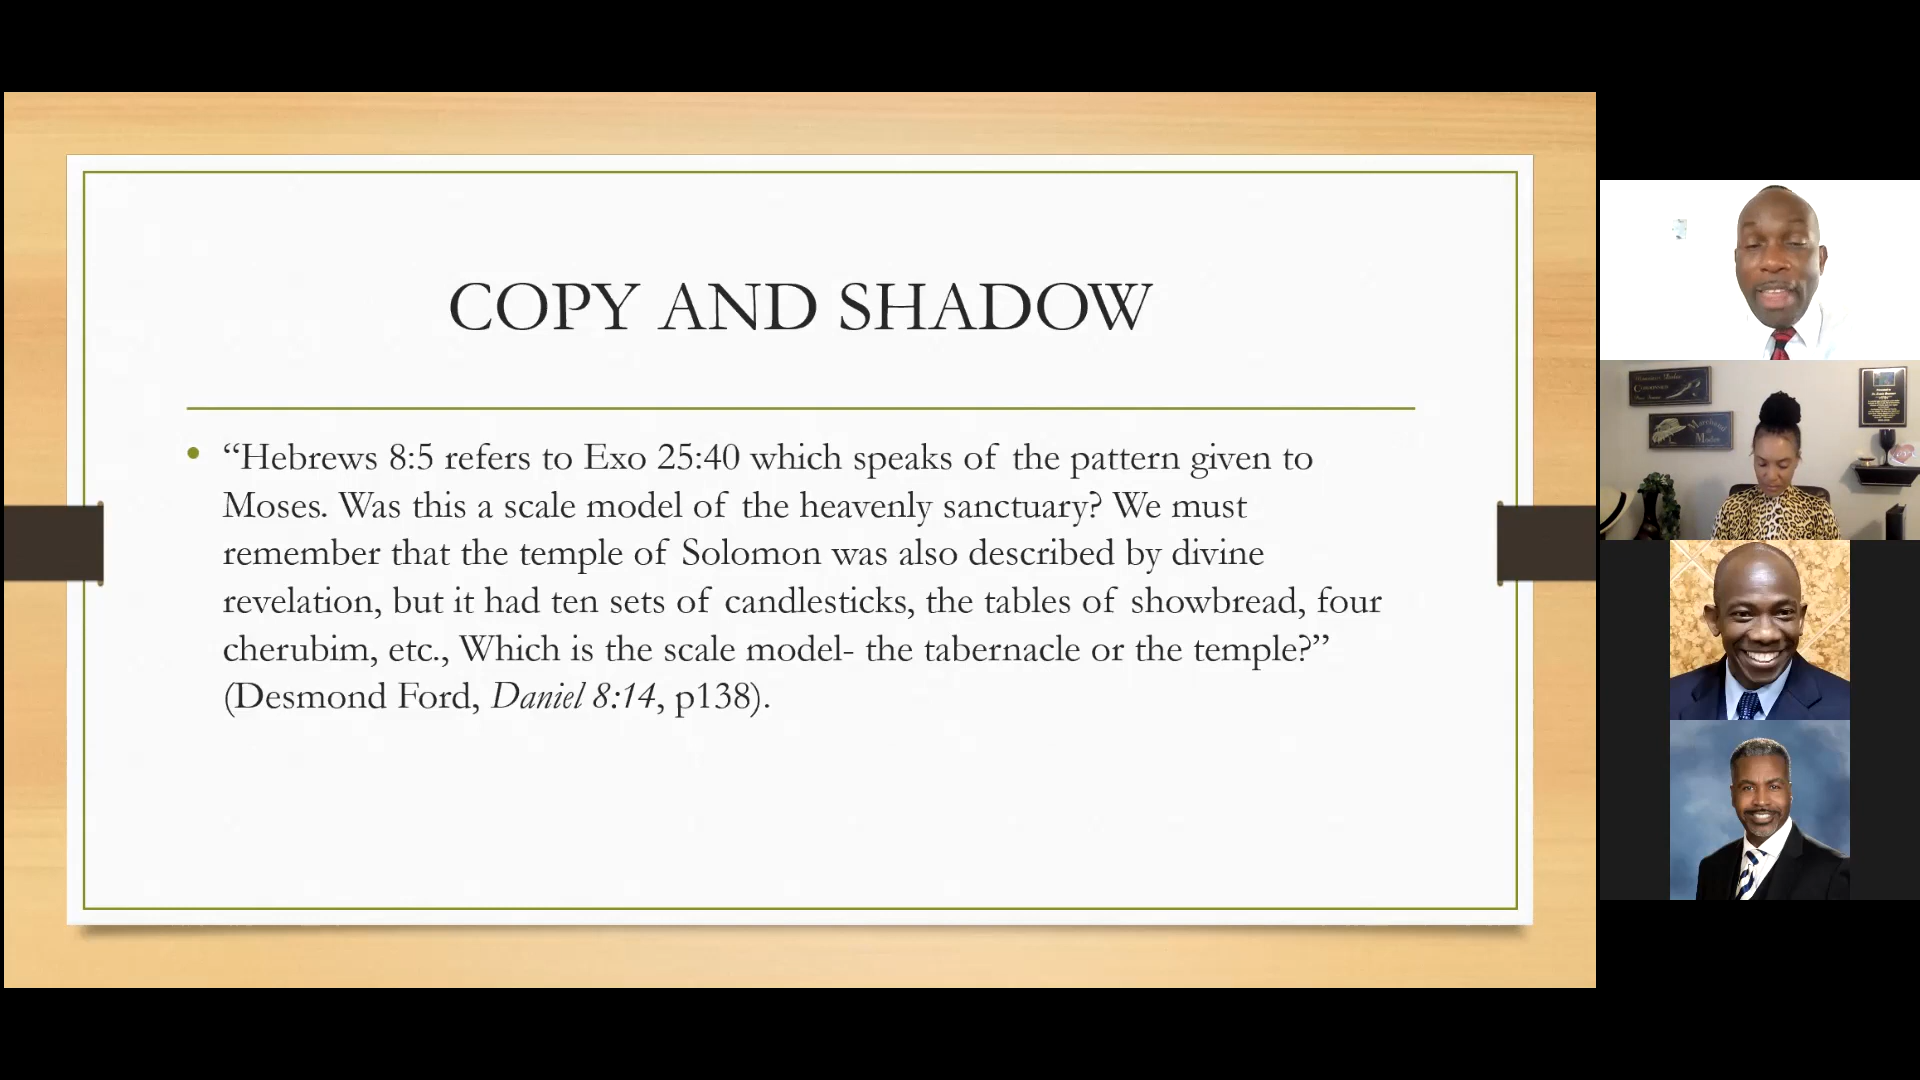 COPY AND SHADOW
• “Hebrews 8:5 refers to Exo 25:40 which speaks of the pattern given to
Moses. Was this a scale model of the heavenly sanctuary? We must
remember that the temple of Solomon was also described by divine
revelation, but it had ten sets of candlesticks, the tables of showbread, four
cherubim, etc., Which is the scale model- the tabernacle or the temple?”
(Desmond Ford, Daniel 8:14, p138).